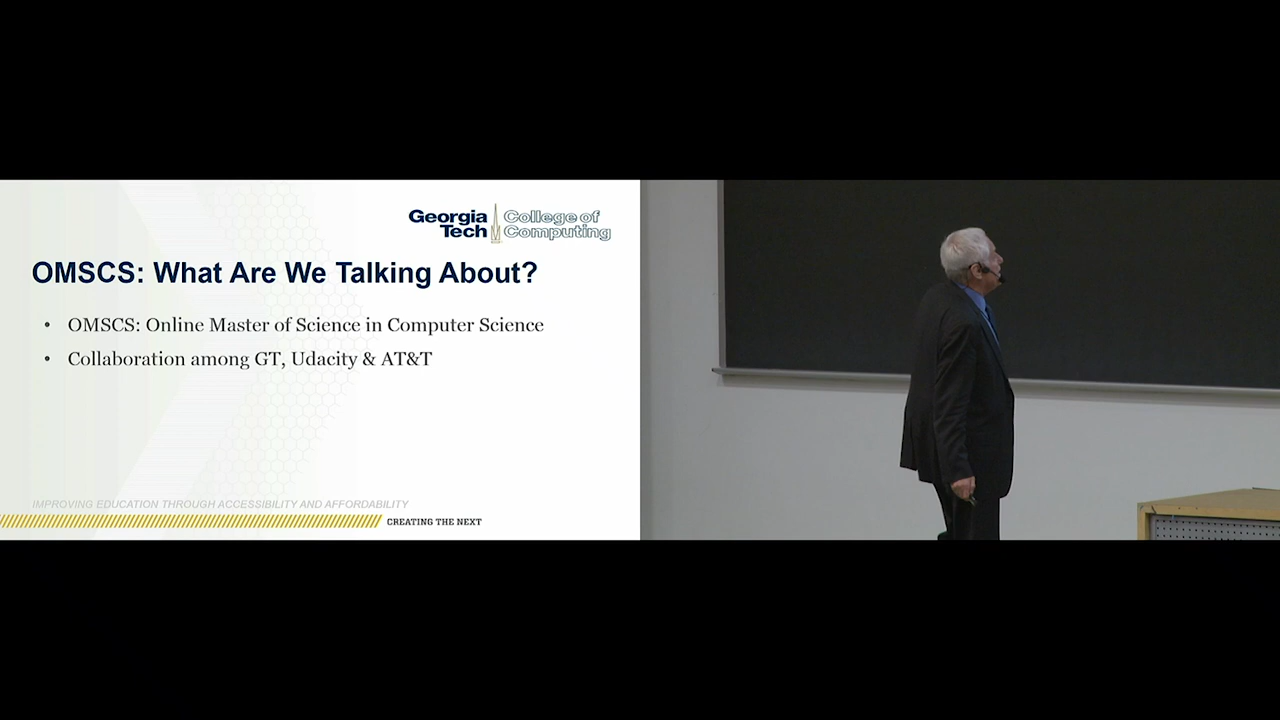 Georgia Tech
College of Computing
OMSCS: What Are We Talking About?
• OMSCS: Online Master of Science in Computer Science
• Collaboration among GT, Udacity & AT&T
IMPROVING EDUCATION THROUGH ACCESSIBILITY AND AFFORDABILITY
CREATING THE NEXT